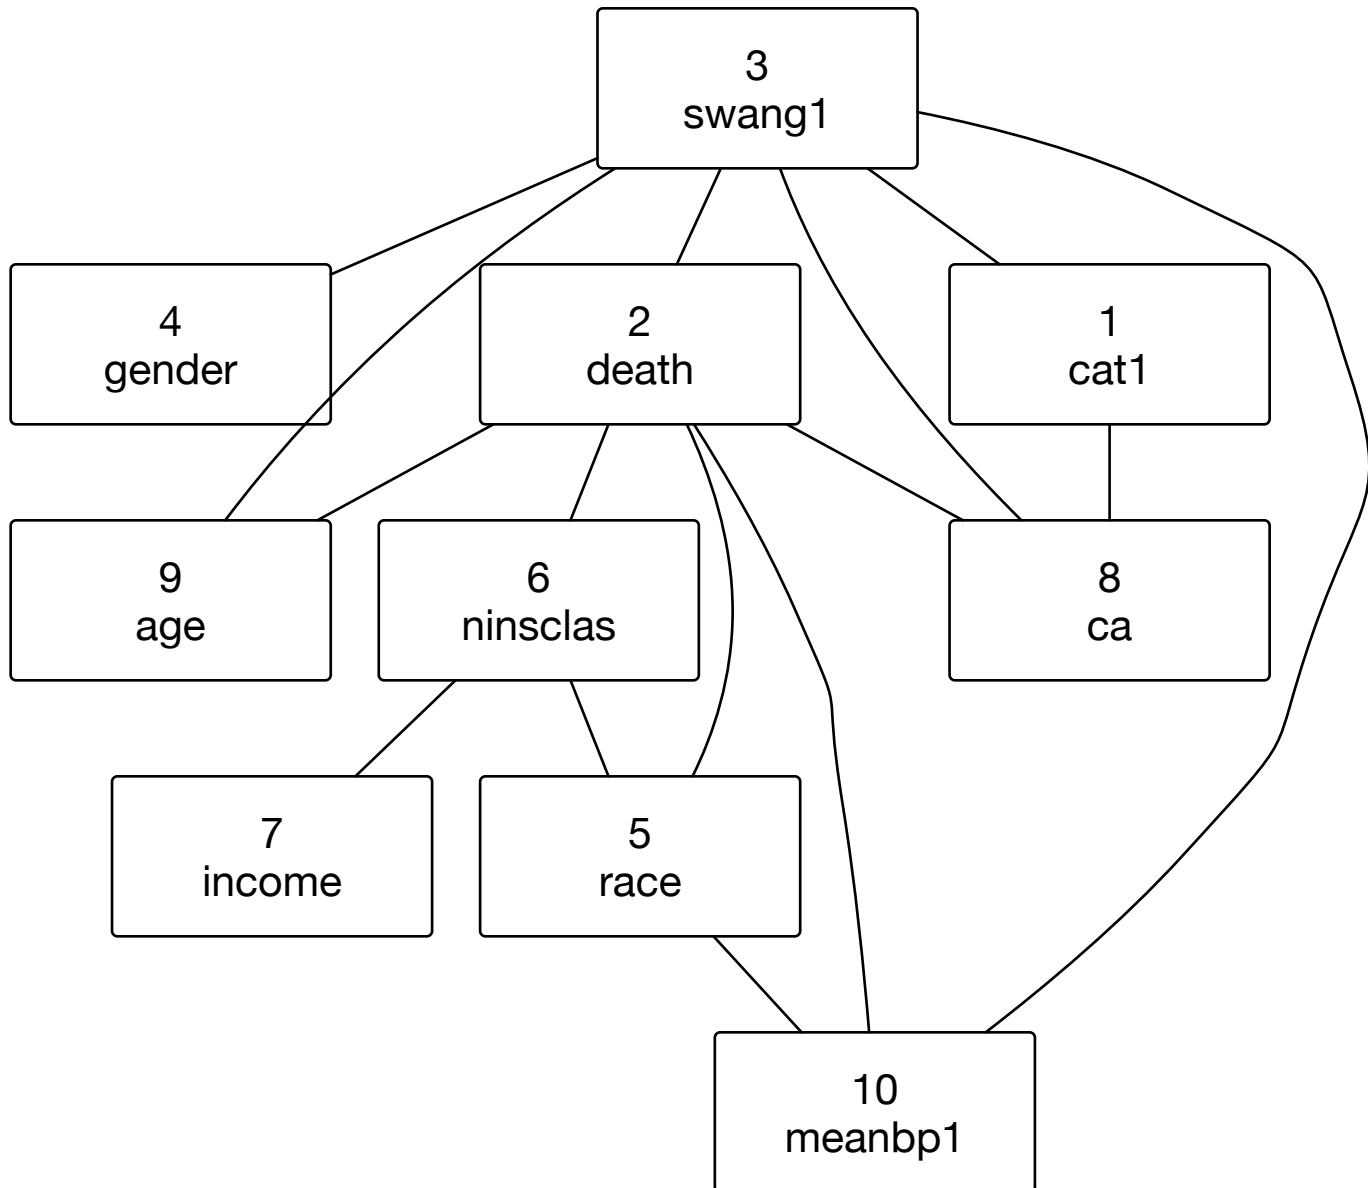 3
swang1
4
gender
2
death
1
cat1
9
age
6
ninsclas
8
ca
7
income
5
race
10
meanbp1